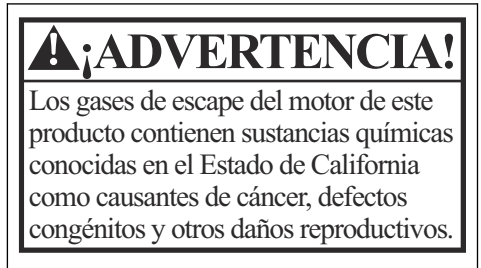 ¡ADVERTENCIA!
Los gases de escape del motor de este
producto contienen sustancias químicas
conocidas en el Estado de California
como causantes de cáncer, defectos
congénitos y otros daños reproductivos.